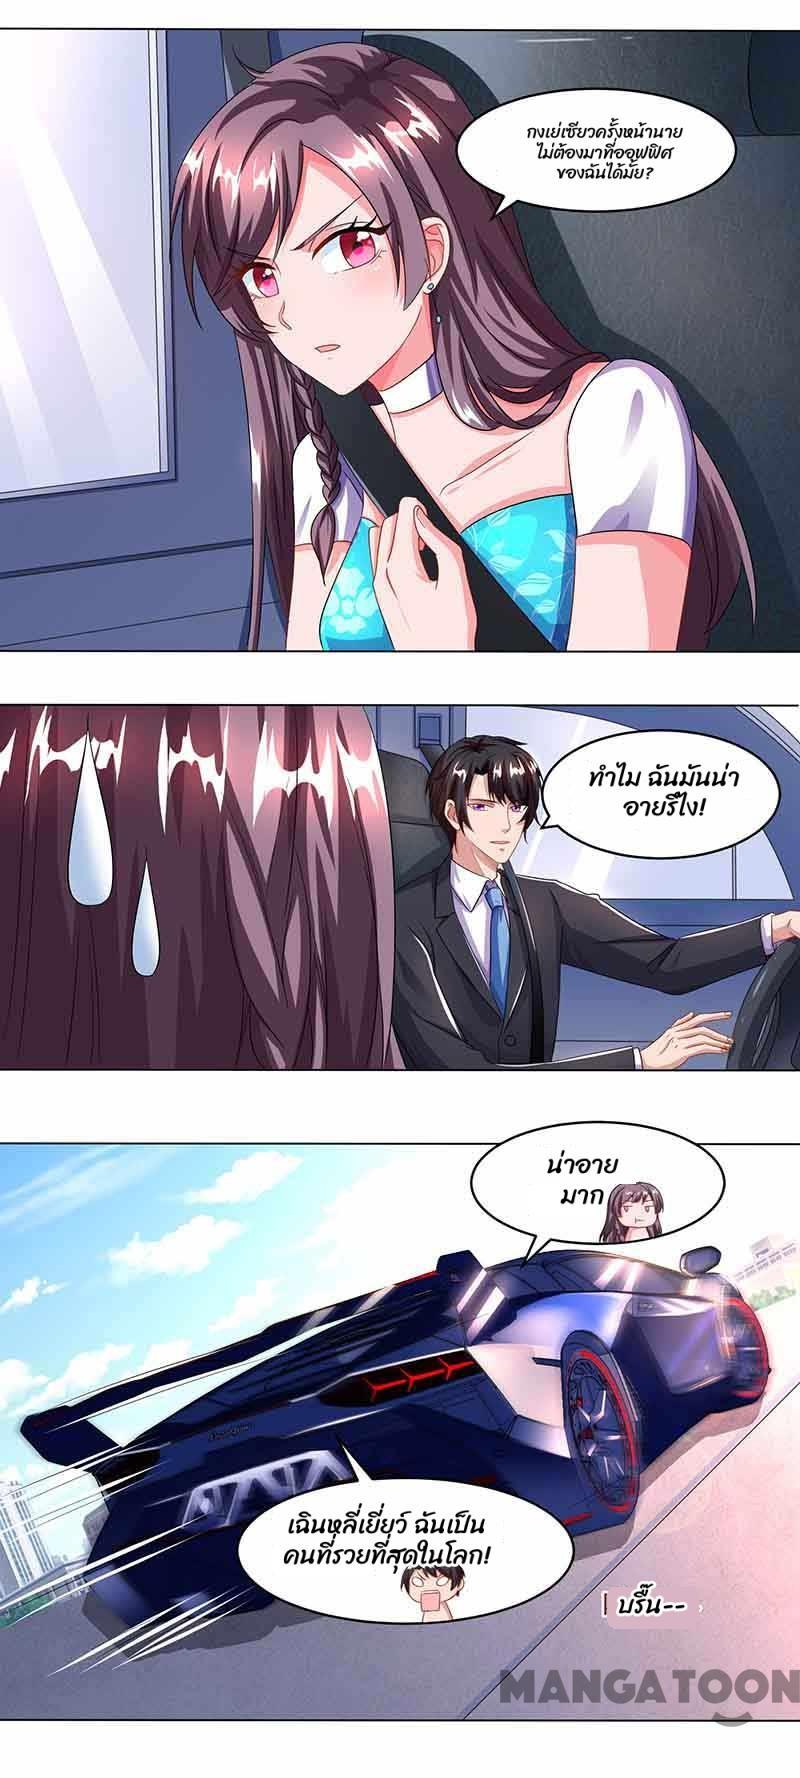 กงเย่เซียวครั้งหน้านาย
ไม่ต้องมาที่ออฟฟิศ
ของฉันได้มั้ย?
ทำไม ฉันมันน่า
อายรึไง!
น่าอาย
มาก
เฉินหลี่เยี่ยว์ ฉันเป็น
คนที่รวยที่สุดในโลก!
บรื๊น--
MANGATOON